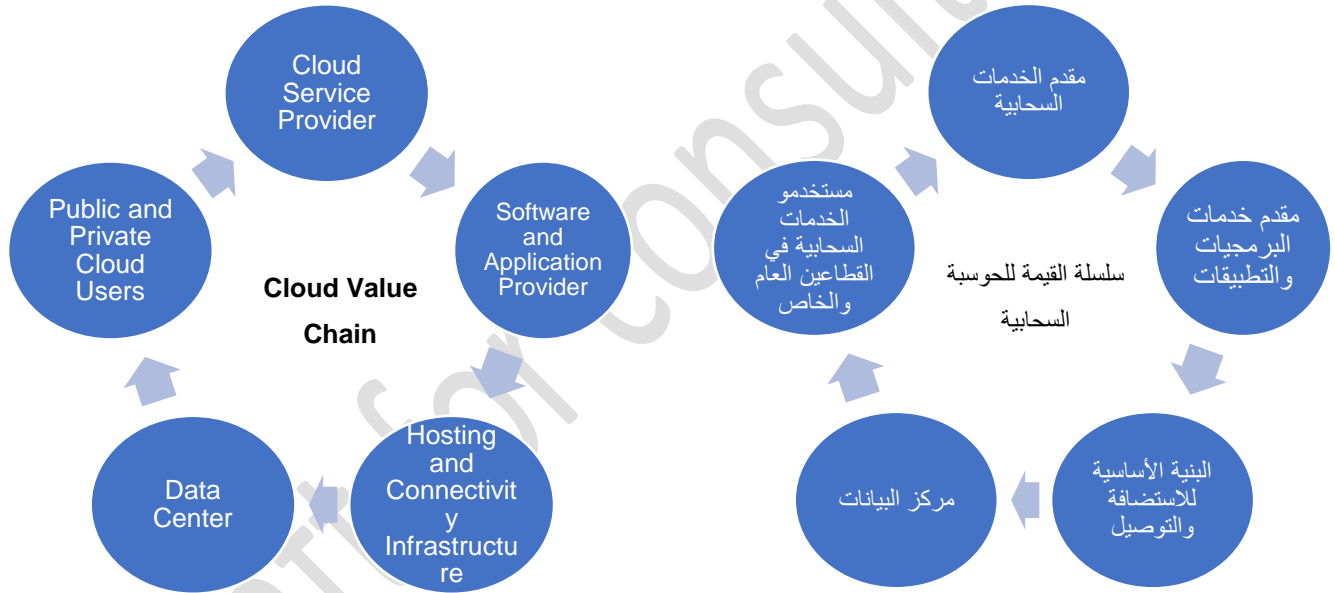 Cloud
Service
Provider
Software
and
Application
Provider
Hosting
and
Connectivit
y
Infrastructu
re
Data
Center
Public and
Private
Cloud
Users
Cloud Value
Chain
مقدم الخدمات
السحابية
مقدم خدمات
البرمجيات
والتطبيقات
البنية الأساسية
للاستضافة
والتوصيل
مركز البيانات
مستخدمو
الخدمات
السحابية في
القطاعين العام
والخاص
سلسلة القيمة للحوسبة
السحابية
for consult